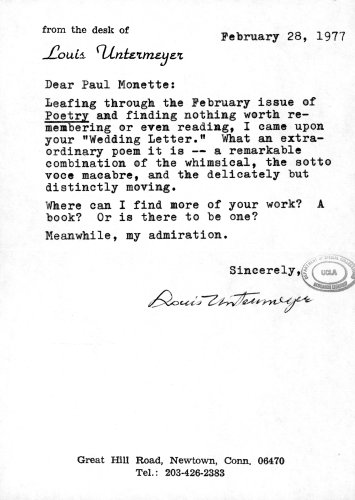 from the desk of
Louis Untermeyer
February 28, 1977
Dear Paul Monette:
Leafing through the February issue of
Poetry and finding nothing worth re-
membering or even reading, I came upon
your "Wedding Letter." What an extra-
ordinary poem it is -- a remarkable
combination of the whimsical, the sotto
voce macabre, and the delicately but
distinctly moving.
Where can I find more of your work? A
book? Or is there to be one?
Meanwhile, my admiration.
Sincerely,
UCLA
Louis Untermeyer
Great Hill Road, Newtown, Conn. 06470
Tel.: 203-426-2383